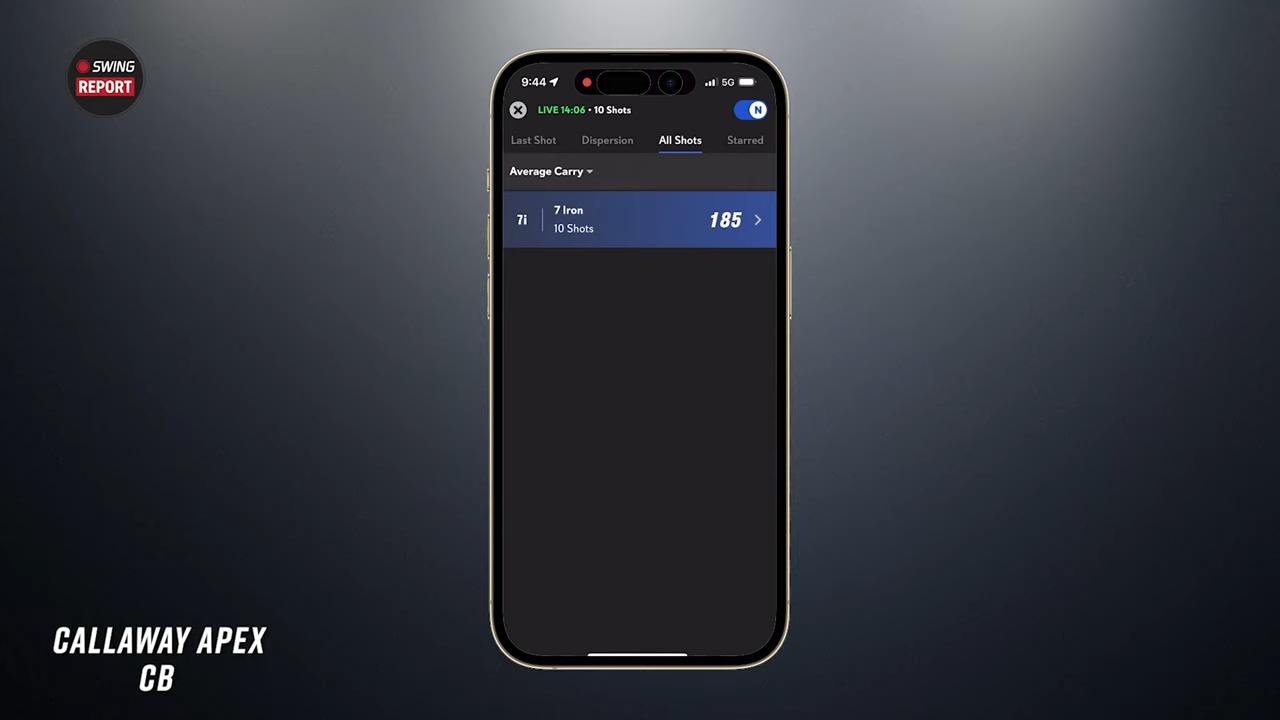 SWING
REPORT
9:44
5G
LIVE 14:06 • 10 Shots
N
Last Shot Dispersion All Shots Starred
Average Carry
7i
7 Iron
10 Shots
185
CALLAWAY APEX
CB